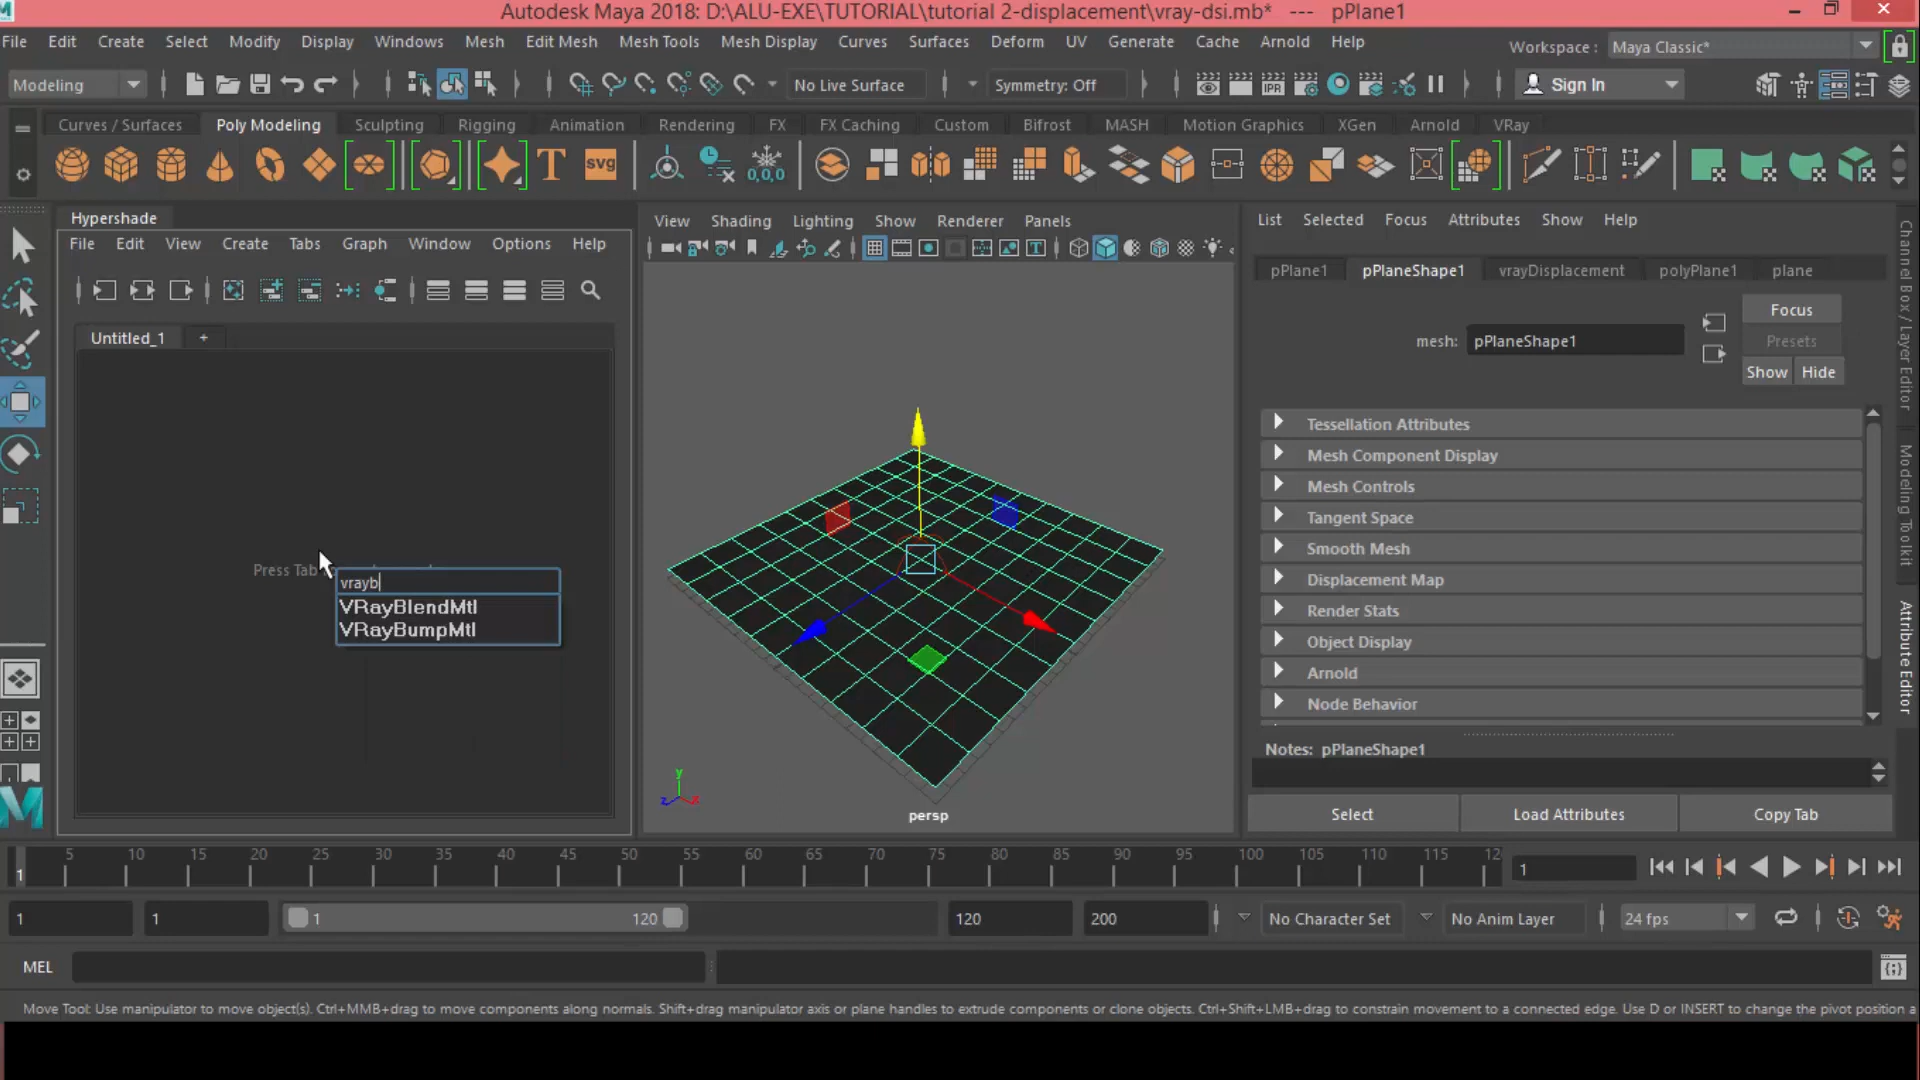 Autodesk Maya 2018: D:\ALU-EXE\TUTORIAL\tutorial 2-displacement\vray-dsi.mb* --- pPlane1
File Edit Create Select Modify Display Windows Mesh Edit Mesh Mesh Tools Mesh Display Curves Surfaces Deform UV Generate Cache Arnold Help Workspace : Maya Classic*
Modeling No Live Surface Symmetry: Off IPR Sign In
Curves / Surfaces Poly Modeling Sculpting Rigging Animation Rendering FX FX Caching Custom Bifrost MASH Motion Graphics XGen Arnold VRay
T svg 0,0,0
Hypershade
File Edit View Create Tabs Graph Window Options Help
Untitled_1 +
Press Tab
vrayb
VRayBlendMtl
VRayBumpMtl
View Shading Lighting Show Renderer Panels
y
z x
persp
List Selected Focus Attributes Show Help
pPlane1 pPlaneShape1 vrayDisplacement polyPlane1 plane
mesh: pPlaneShape1
Focus
Presets
Show Hide
Tessellation Attributes
Mesh Component Display
Mesh Controls
Tangent Space
Smooth Mesh
Displacement Map
Render Stats
Object Display
Arnold
Node Behavior
Notes: pPlaneShape1
Select Load Attributes Copy Tab
Channel Box / Layer Editor
Modeling Toolkit
Attribute Editor
1 5 10 15 20 25 30 35 40 45 50 55 60 65 70 75 80 85 90 95 100 105 110 115 12 1
1 1 1 120 120 200 No Character Set No Anim Layer 24 fps
MEL
Move Tool: Use manipulator to move object(s). Ctrl+MMB+drag to move components along normals. Shift+drag manipulator axis or plane handles to extrude components or clone objects. Ctrl+Shift+LMB+drag to constrain movement to a connected edge. Use D or INSERT to change the pivot position a